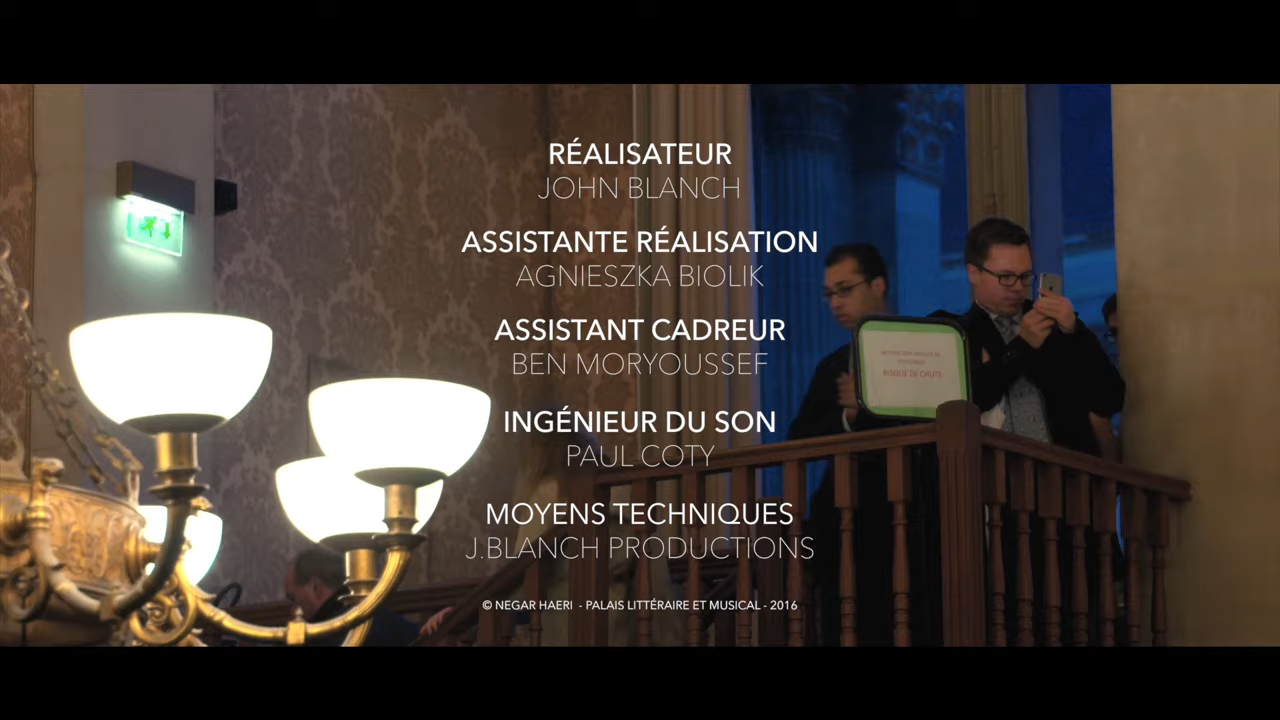 RÉALISATEUR
JOHN BLANCH
ASSISTANTE RÉALISATION
AGNIESZKA BIOLIK
ASSISTANT CADREUR
BEN MORYOUSSEF
INGÉNIEUR DU SON
PAUL COTY
MOYENS TECHNIQUES
J.BLANCH PRODUCTIONS
© NEGAR HAERI - PALAIS LITTÉRAIRE ET MUSICAL - 2016
RISQUE DE CHUTE